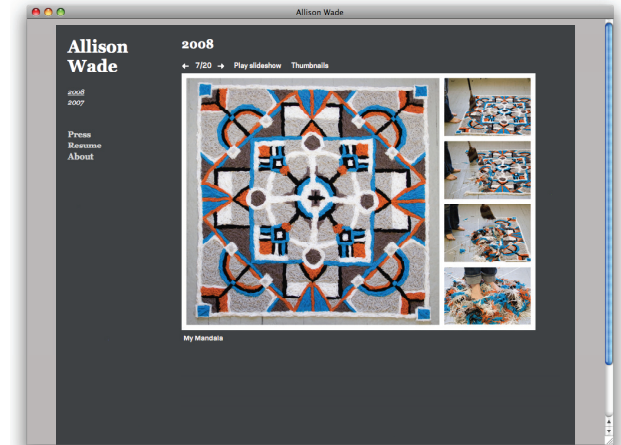 Allison Wade
Allison
Wade
2008
2007
Press
Resume
About
2008
← 7/20 → Play slideshow Thumbnails
My Mandala